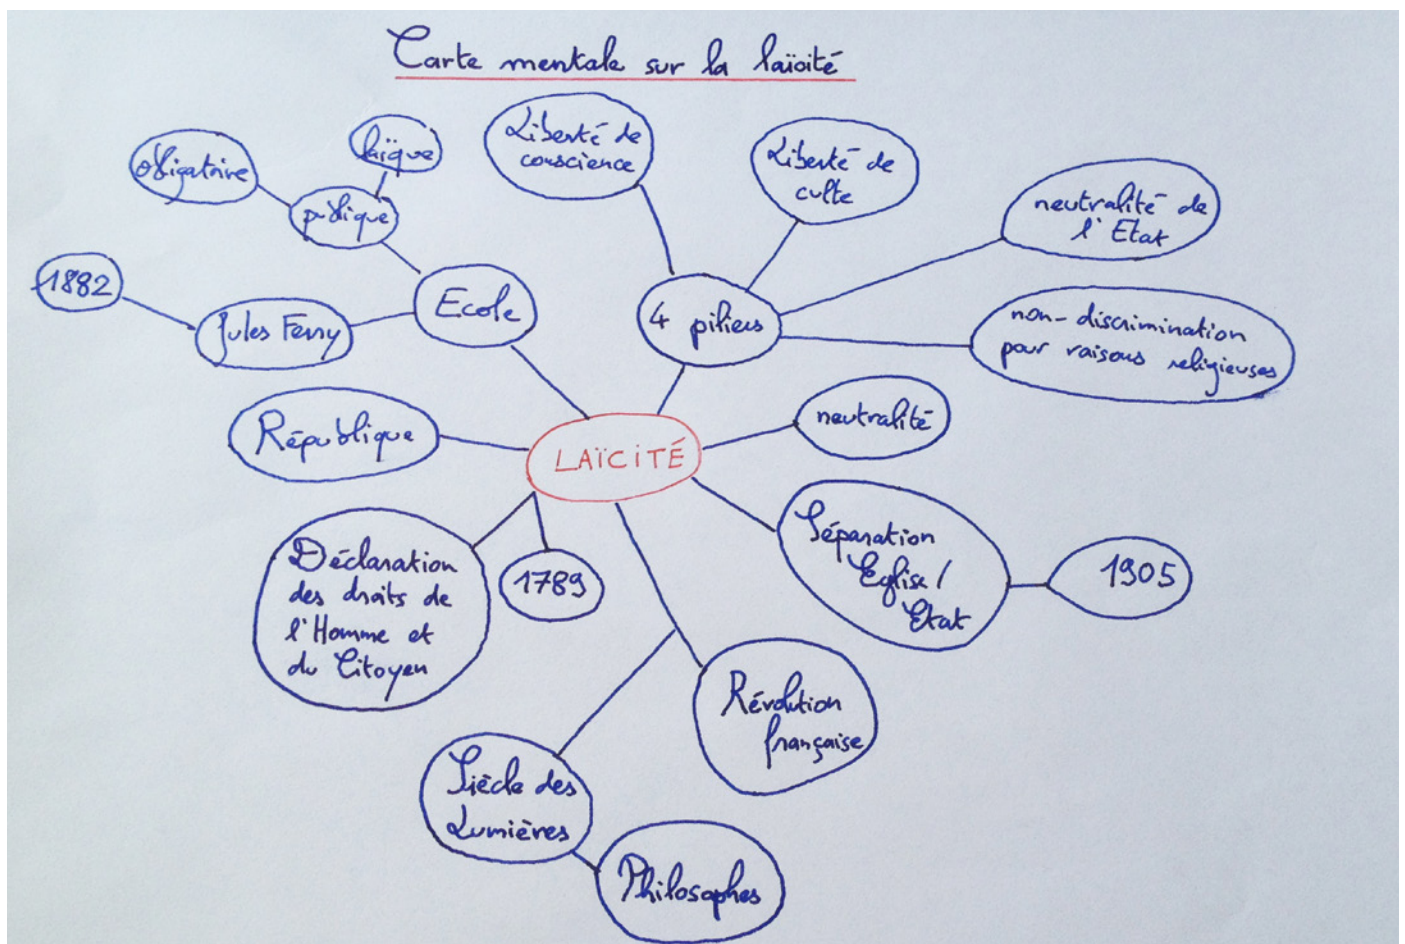 Carte mentale sur la laïcité
Liberté de
conscience
Liberté de
culte
neutralité de
l'Etat
non-discrimination
pour raisons religieuses
4 piliers
laïque
obligatoire
publique
1882
Jules Ferry
Ecole
République
LAÏCITÉ
neutralité
Séparation
Eglise/
Etat
1905
Déclaration
des droits de
l'Homme et
du Citoyen
1789
Révolution
française
Siècle des
Lumières
Philosophes